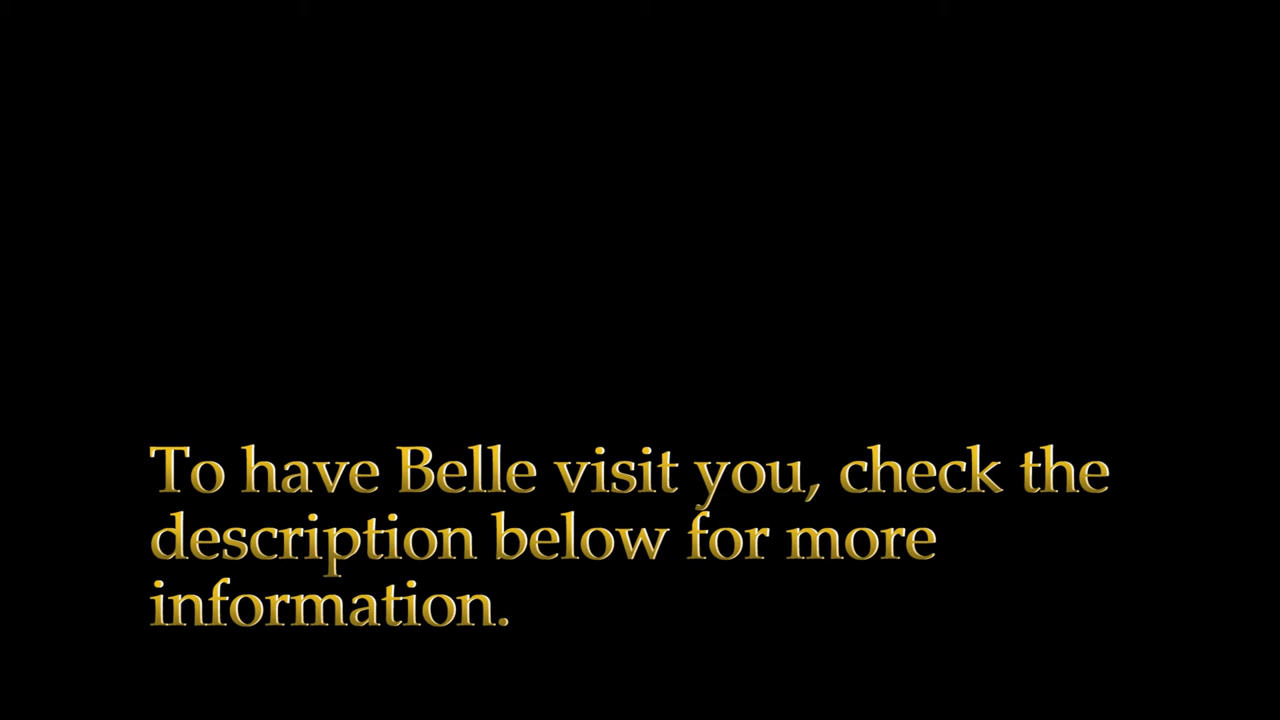 To have Belle visit you, check the
description below for more
information.